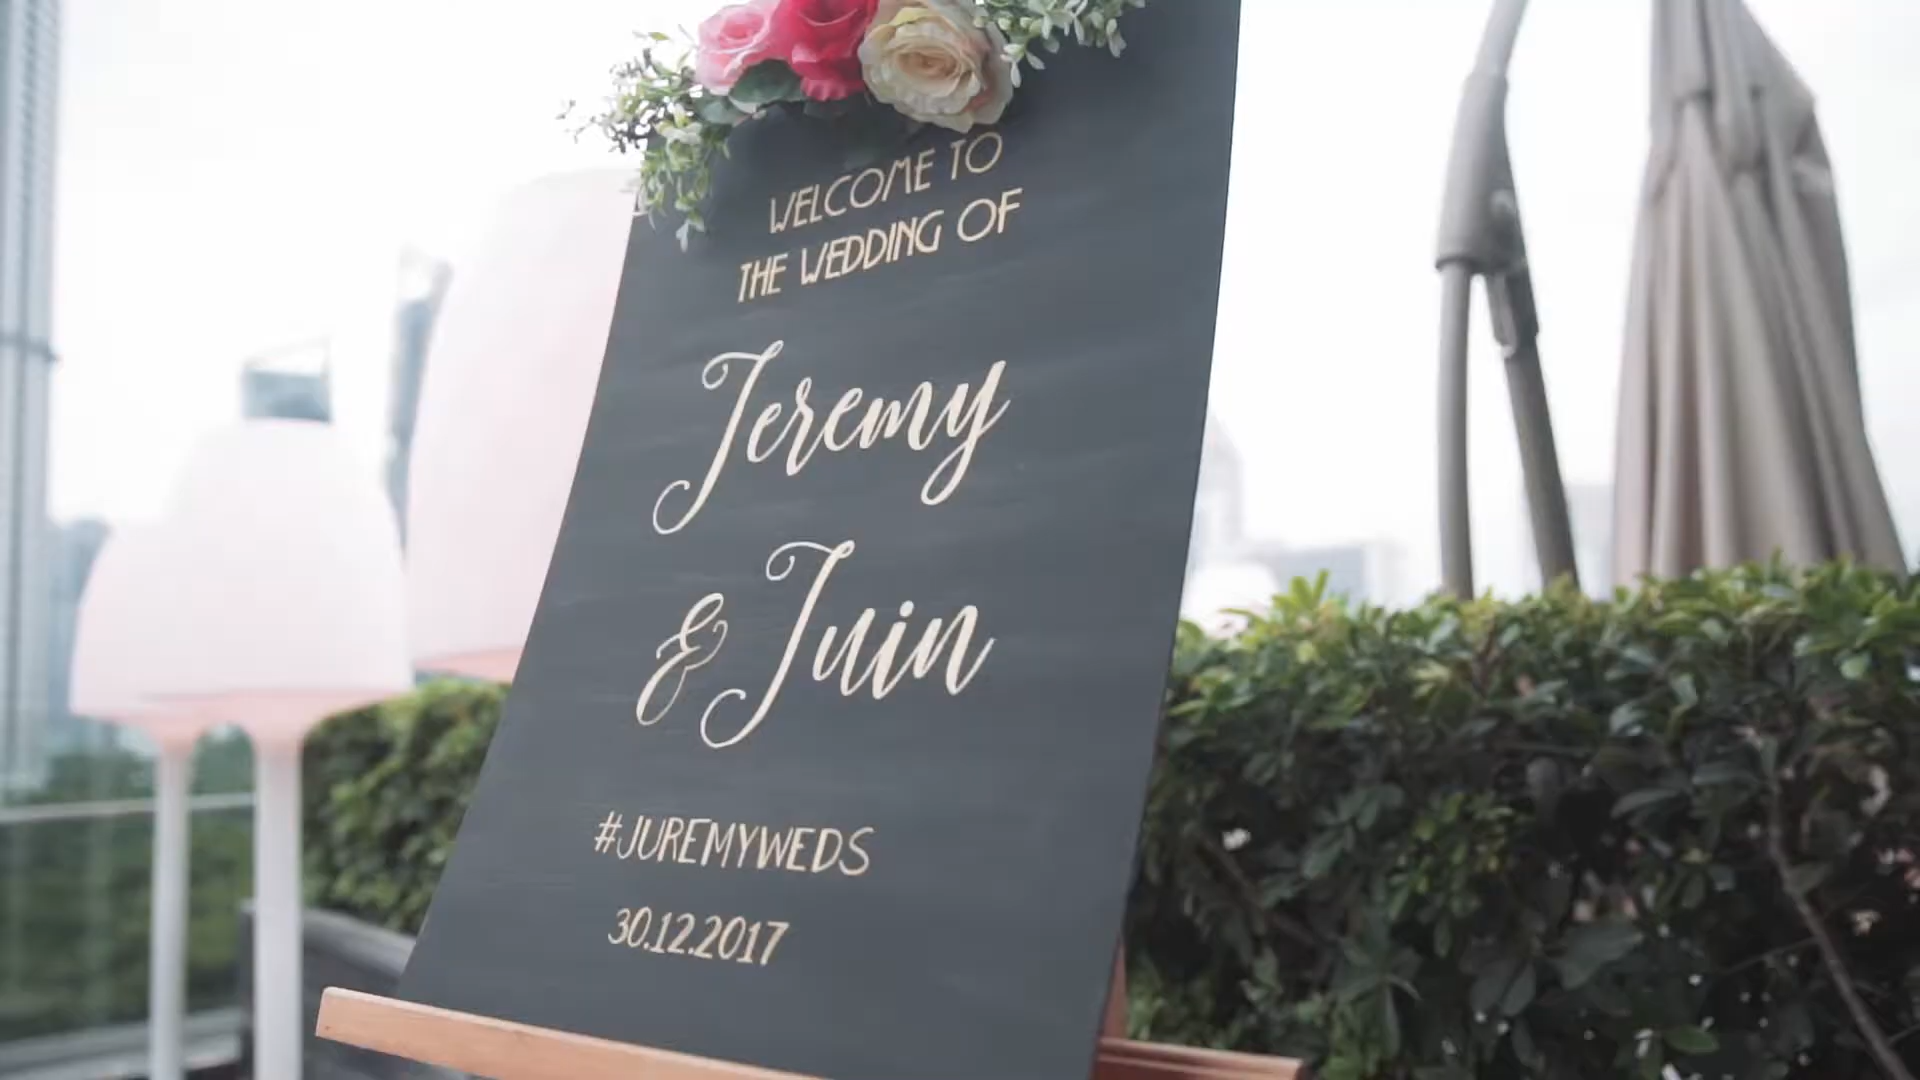 WELCOME TO
THE WEDDING OF
Jeremy
& Juin
#JUREMYWEDS
30.12.2017